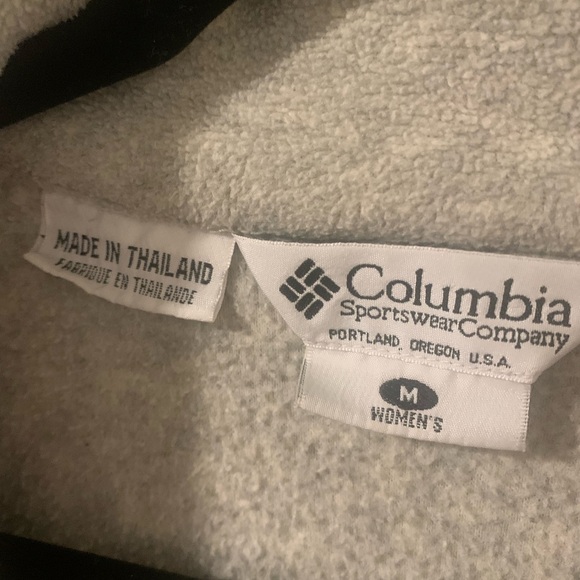 MADE IN THAILAND
FABRIQUE EN THAILANDE
Columbia
Sportswear Company
PORTLAND, OREGON U.S.A.
M
WOMEN'S